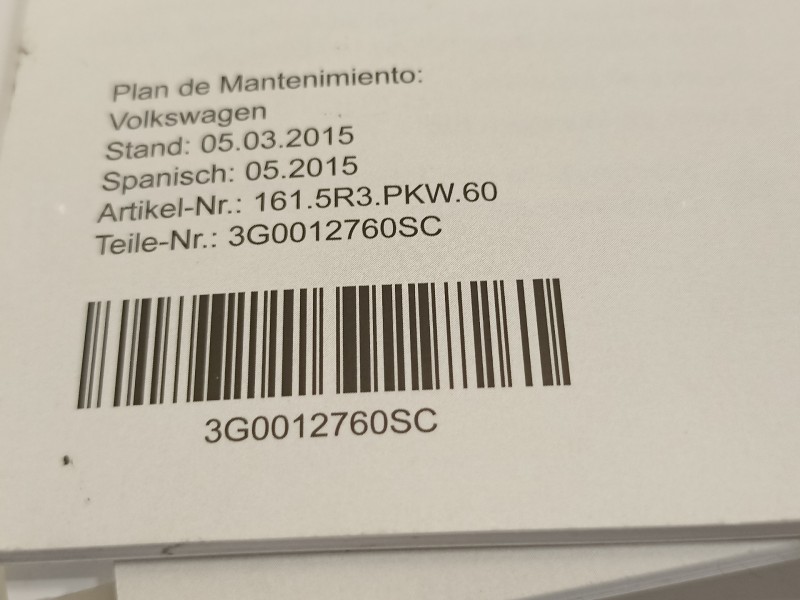 Plan de Mantenimiento:
Volkswagen
Stand: 05.03.2015
Spanisch: 05.2015
Artikel-Nr.: 161.5R3.PKW.60
Teile-Nr.: 3G0012760SC
3G0012760SC